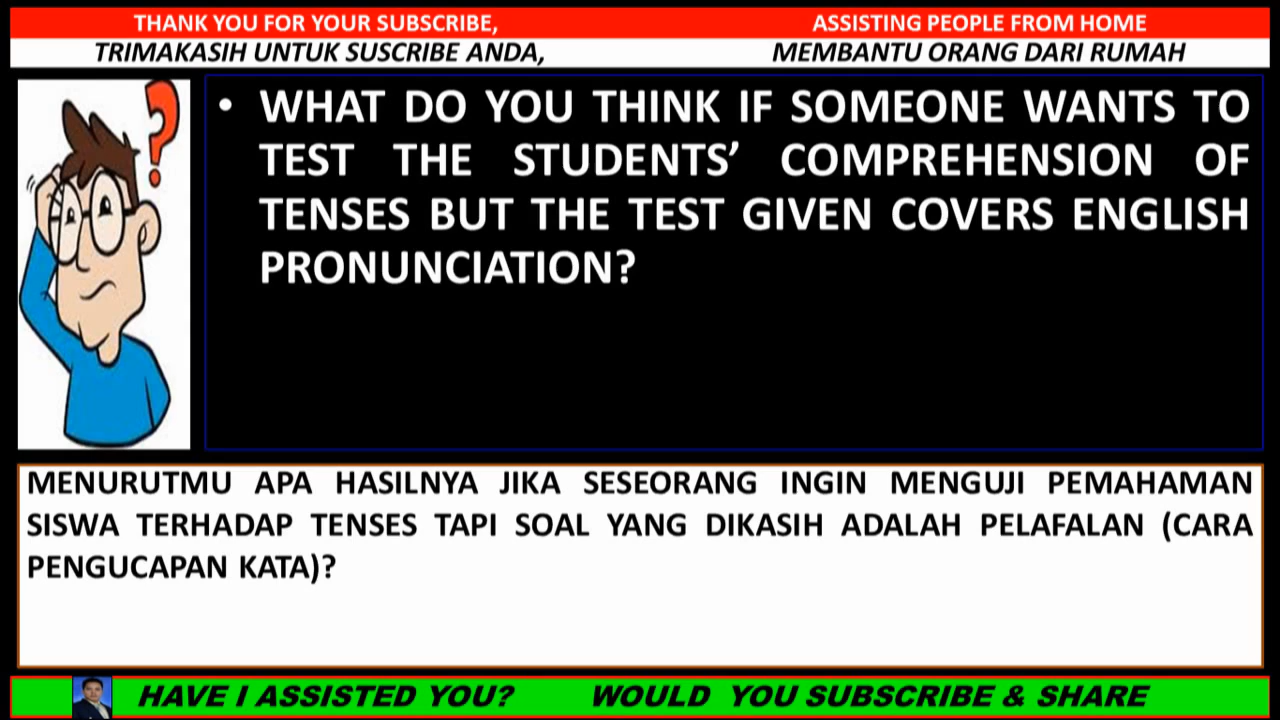 THANK YOU FOR YOUR SUBSCRIBE, ASSISTING PEOPLE FROM HOME
TRIMAKASIH UNTUK SUSCRIBE ANDA, MEMBANTU ORANG DARI RUMAH
• WHAT DO YOU THINK IF SOMEONE WANTS TO
TEST THE STUDENTS’ COMPREHENSION OF
TENSES BUT THE TEST GIVEN COVERS ENGLISH
PRONUNCIATION?
MENURUTMU APA HASILNYA JIKA SESEORANG INGIN MENGUJI PEMAHAMAN
SISWA TERHADAP TENSES TAPI SOAL YANG DIKASIH ADALAH PELAFALAN (CARA
PENGUCAPAN KATA)?
HAVE I ASSISTED YOU? WOULD YOU SUBSCRIBE & SHARE